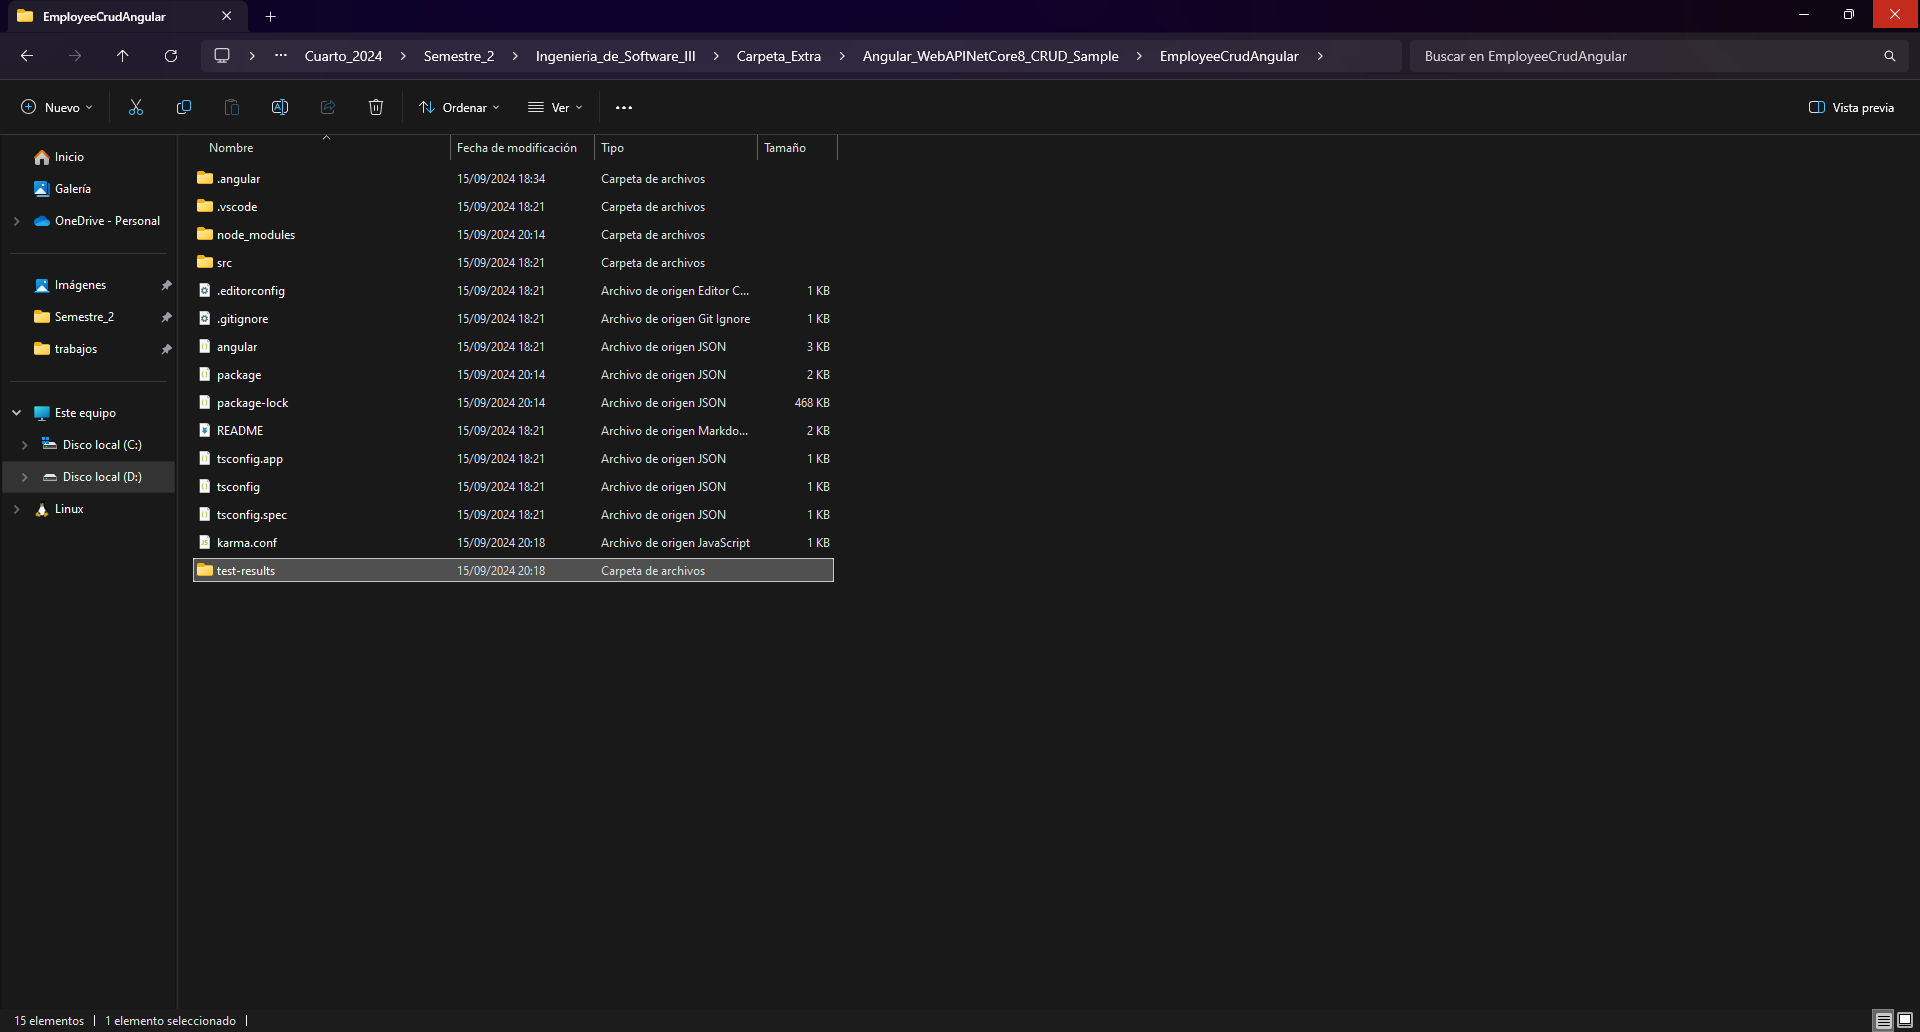 EmployeeCrudAngular
Cuarto_2024 Semestre_2 Ingenieria_de_Software_III Carpeta_Extra Angular_WebAPINetCore8_CRUD_Sample EmployeeCrudAngular
Buscar en EmployeeCrudAngular
Nuevo Ordenar Ver Vista previa
Inicio
Galería
OneDrive - Personal
Imágenes
Semestre_2
trabajos
Este equipo
Disco local (C:)
Disco local (D:)
Linux
Nombre Fecha de modificación Tipo Tamaño
.angular 15/09/2024 18:34 Carpeta de archivos
.vscode 15/09/2024 18:21 Carpeta de archivos
node_modules 15/09/2024 20:14 Carpeta de archivos
src 15/09/2024 18:21 Carpeta de archivos
.editorconfig 15/09/2024 18:21 Archivo de origen Editor C... 1 KB
.gitignore 15/09/2024 18:21 Archivo de origen Git Ignore 1 KB
angular 15/09/2024 18:21 Archivo de origen JSON 3 KB
package 15/09/2024 20:14 Archivo de origen JSON 2 KB
package-lock 15/09/2024 20:14 Archivo de origen JSON 468 KB
README 15/09/2024 18:21 Archivo de origen Markdo... 2 KB
tsconfig.app 15/09/2024 18:21 Archivo de origen JSON 1 KB
tsconfig 15/09/2024 18:21 Archivo de origen JSON 1 KB
tsconfig.spec 15/09/2024 18:21 Archivo de origen JSON 1 KB
karma.conf 15/09/2024 20:18 Archivo de origen JavaScript 1 KB
test-results 15/09/2024 20:18 Carpeta de archivos
15 elementos 1 elemento seleccionado